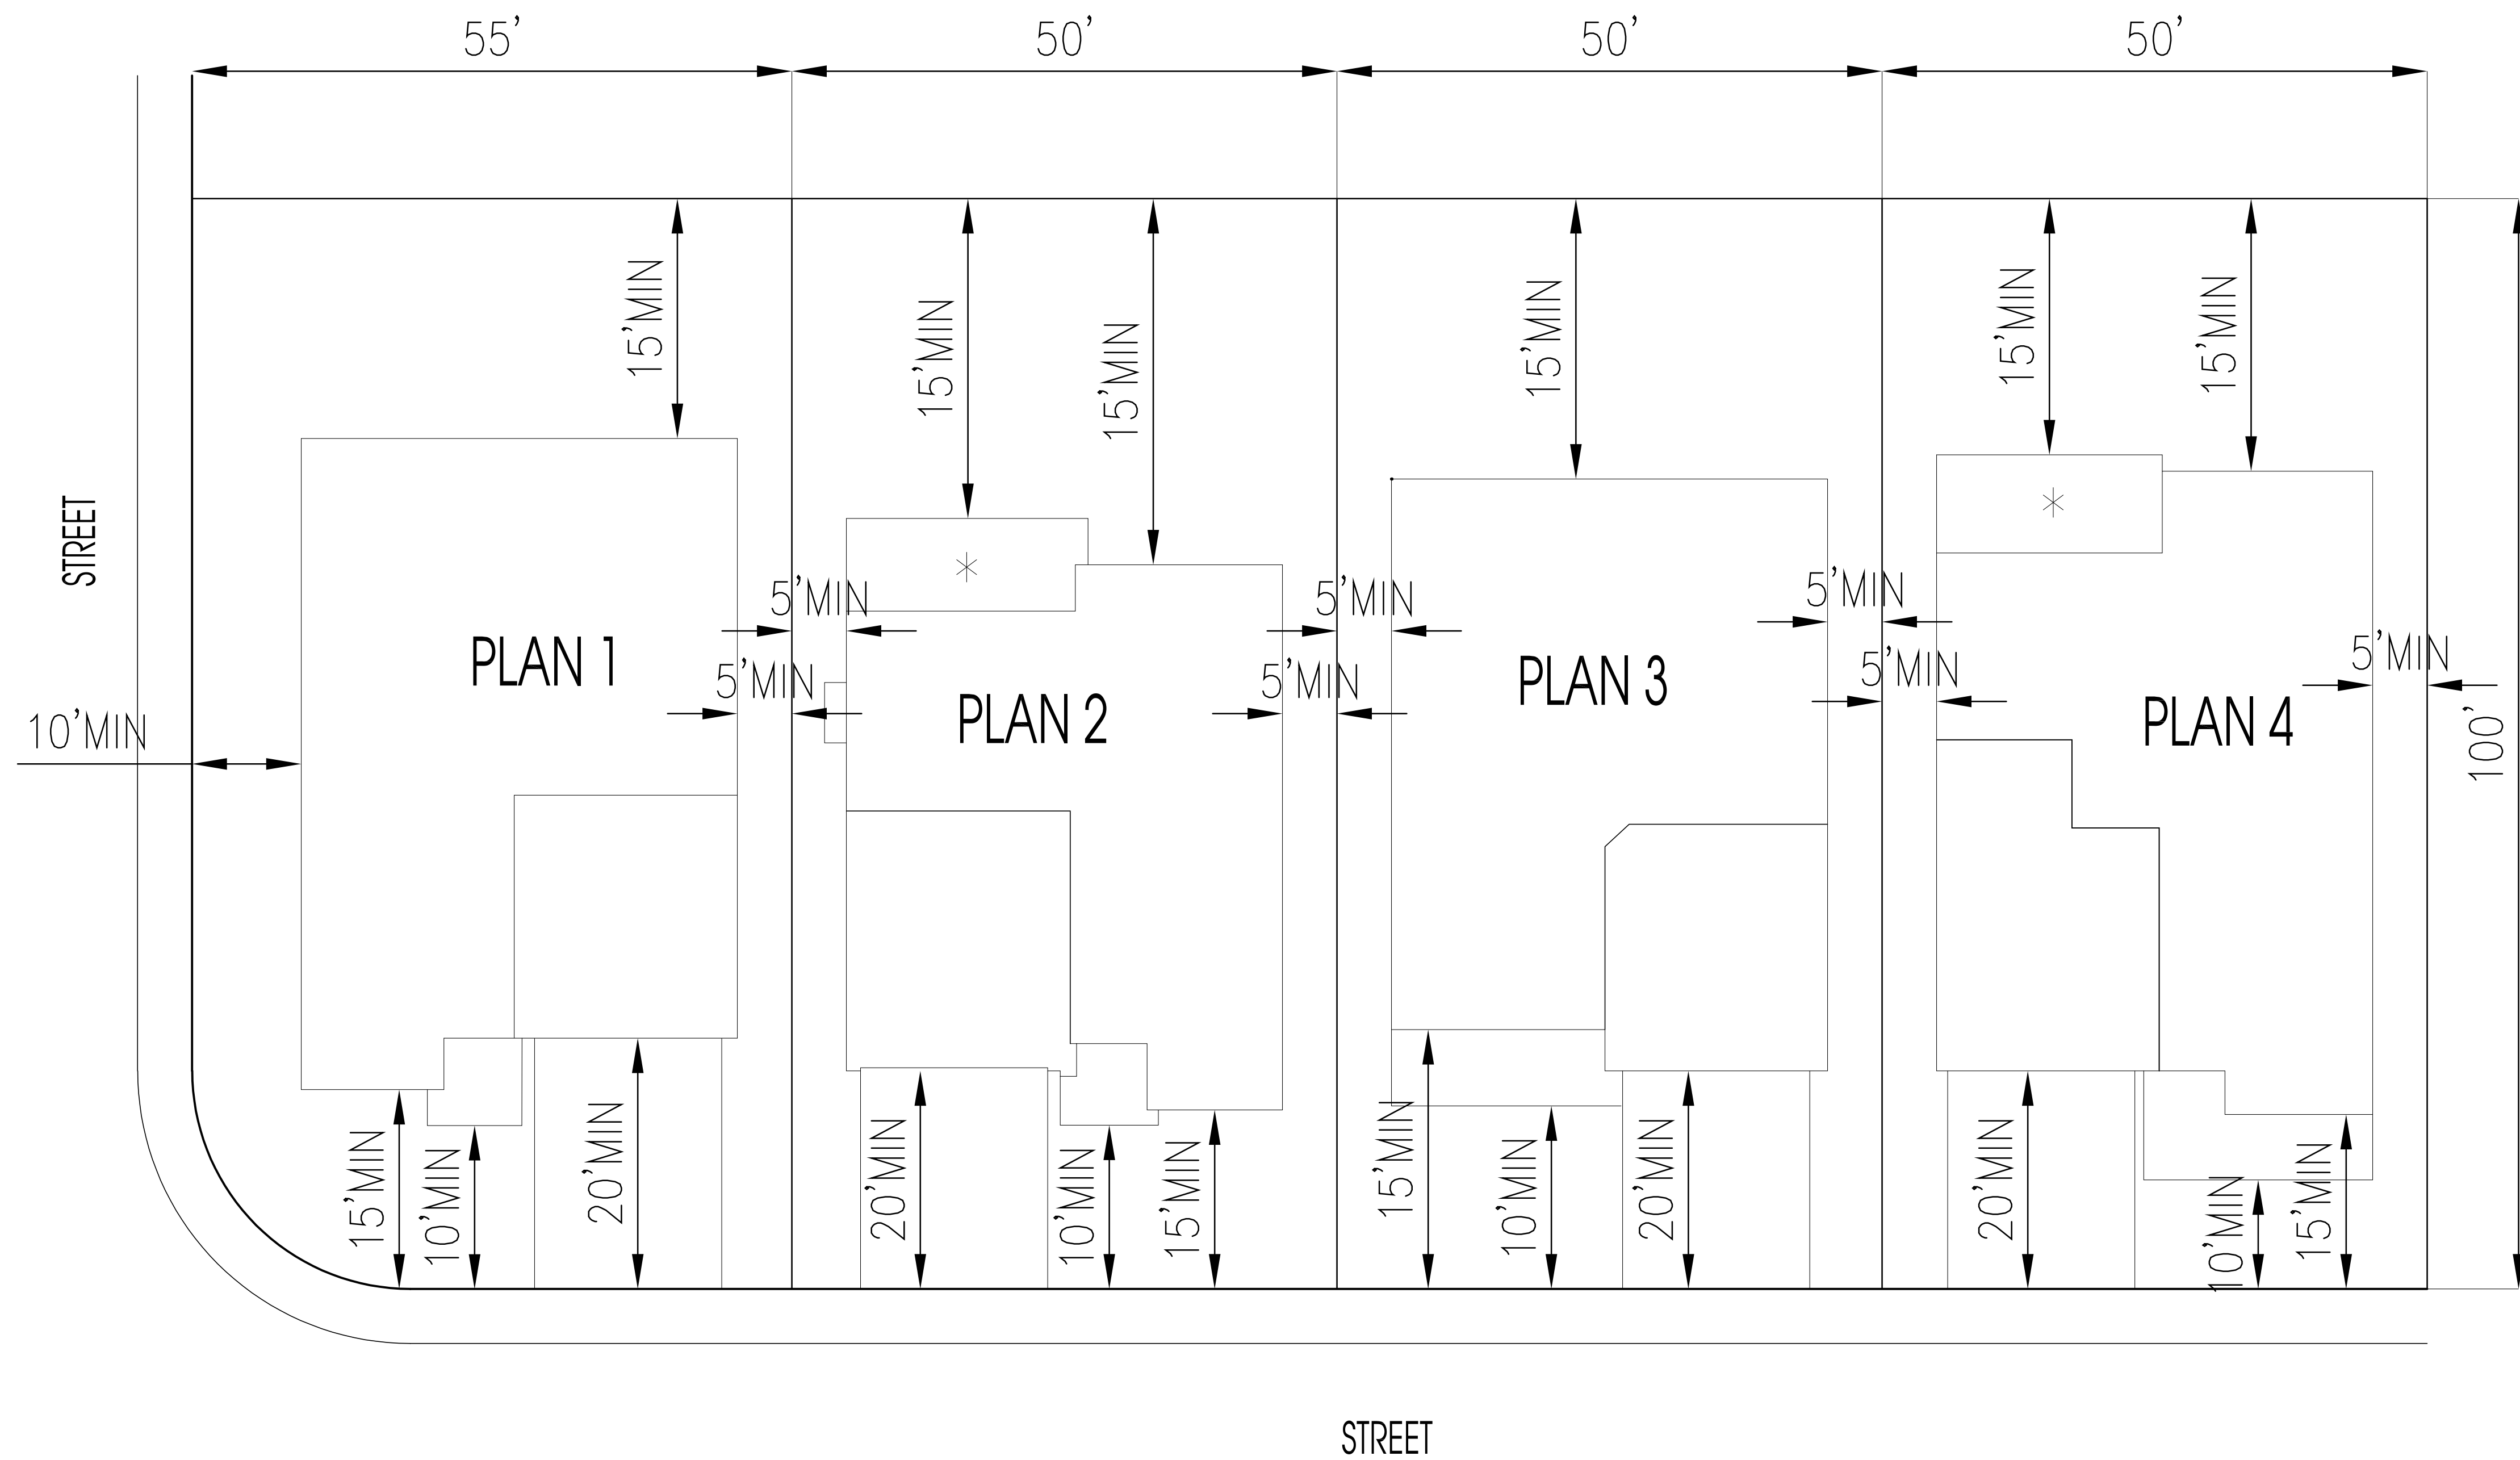 55' 50' 50' 50'
15'MIN 15'MIN 15'MIN 15'MIN 15'MIN 15'MIN
STREET
5'MIN 5'MIN 5'MIN
* *
PLAN 1 PLAN 2 PLAN 3 PLAN 4
5'MIN 5'MIN 5'MIN 5'MIN
10'MIN
100'
15'MIN 10'MIN 20'MIN 20'MIN 10'MIN 15'MIN 15'MIN 10'MIN 20'MIN 20'MIN 10'MIN 15'MIN
STREET